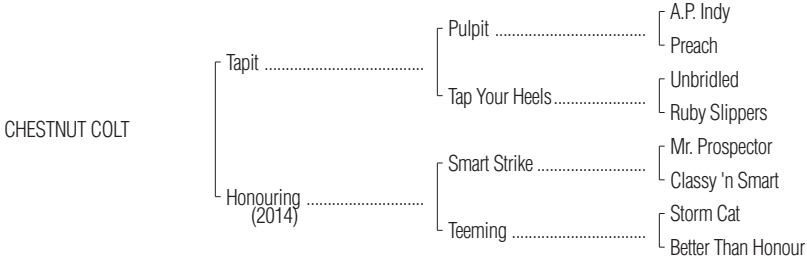 A.P. Indy
Pulpit ......................................
Preach
Tapit ........................................
Unbridled
Tap Your Heels.......................
Ruby Slippers
CHESTNUT COLT
Mr. Prospector
Smart Strike ...........................
Classy 'n Smart
Honouring .............................
(2014)
Storm Cat
Teeming .................................
Better Than Honour